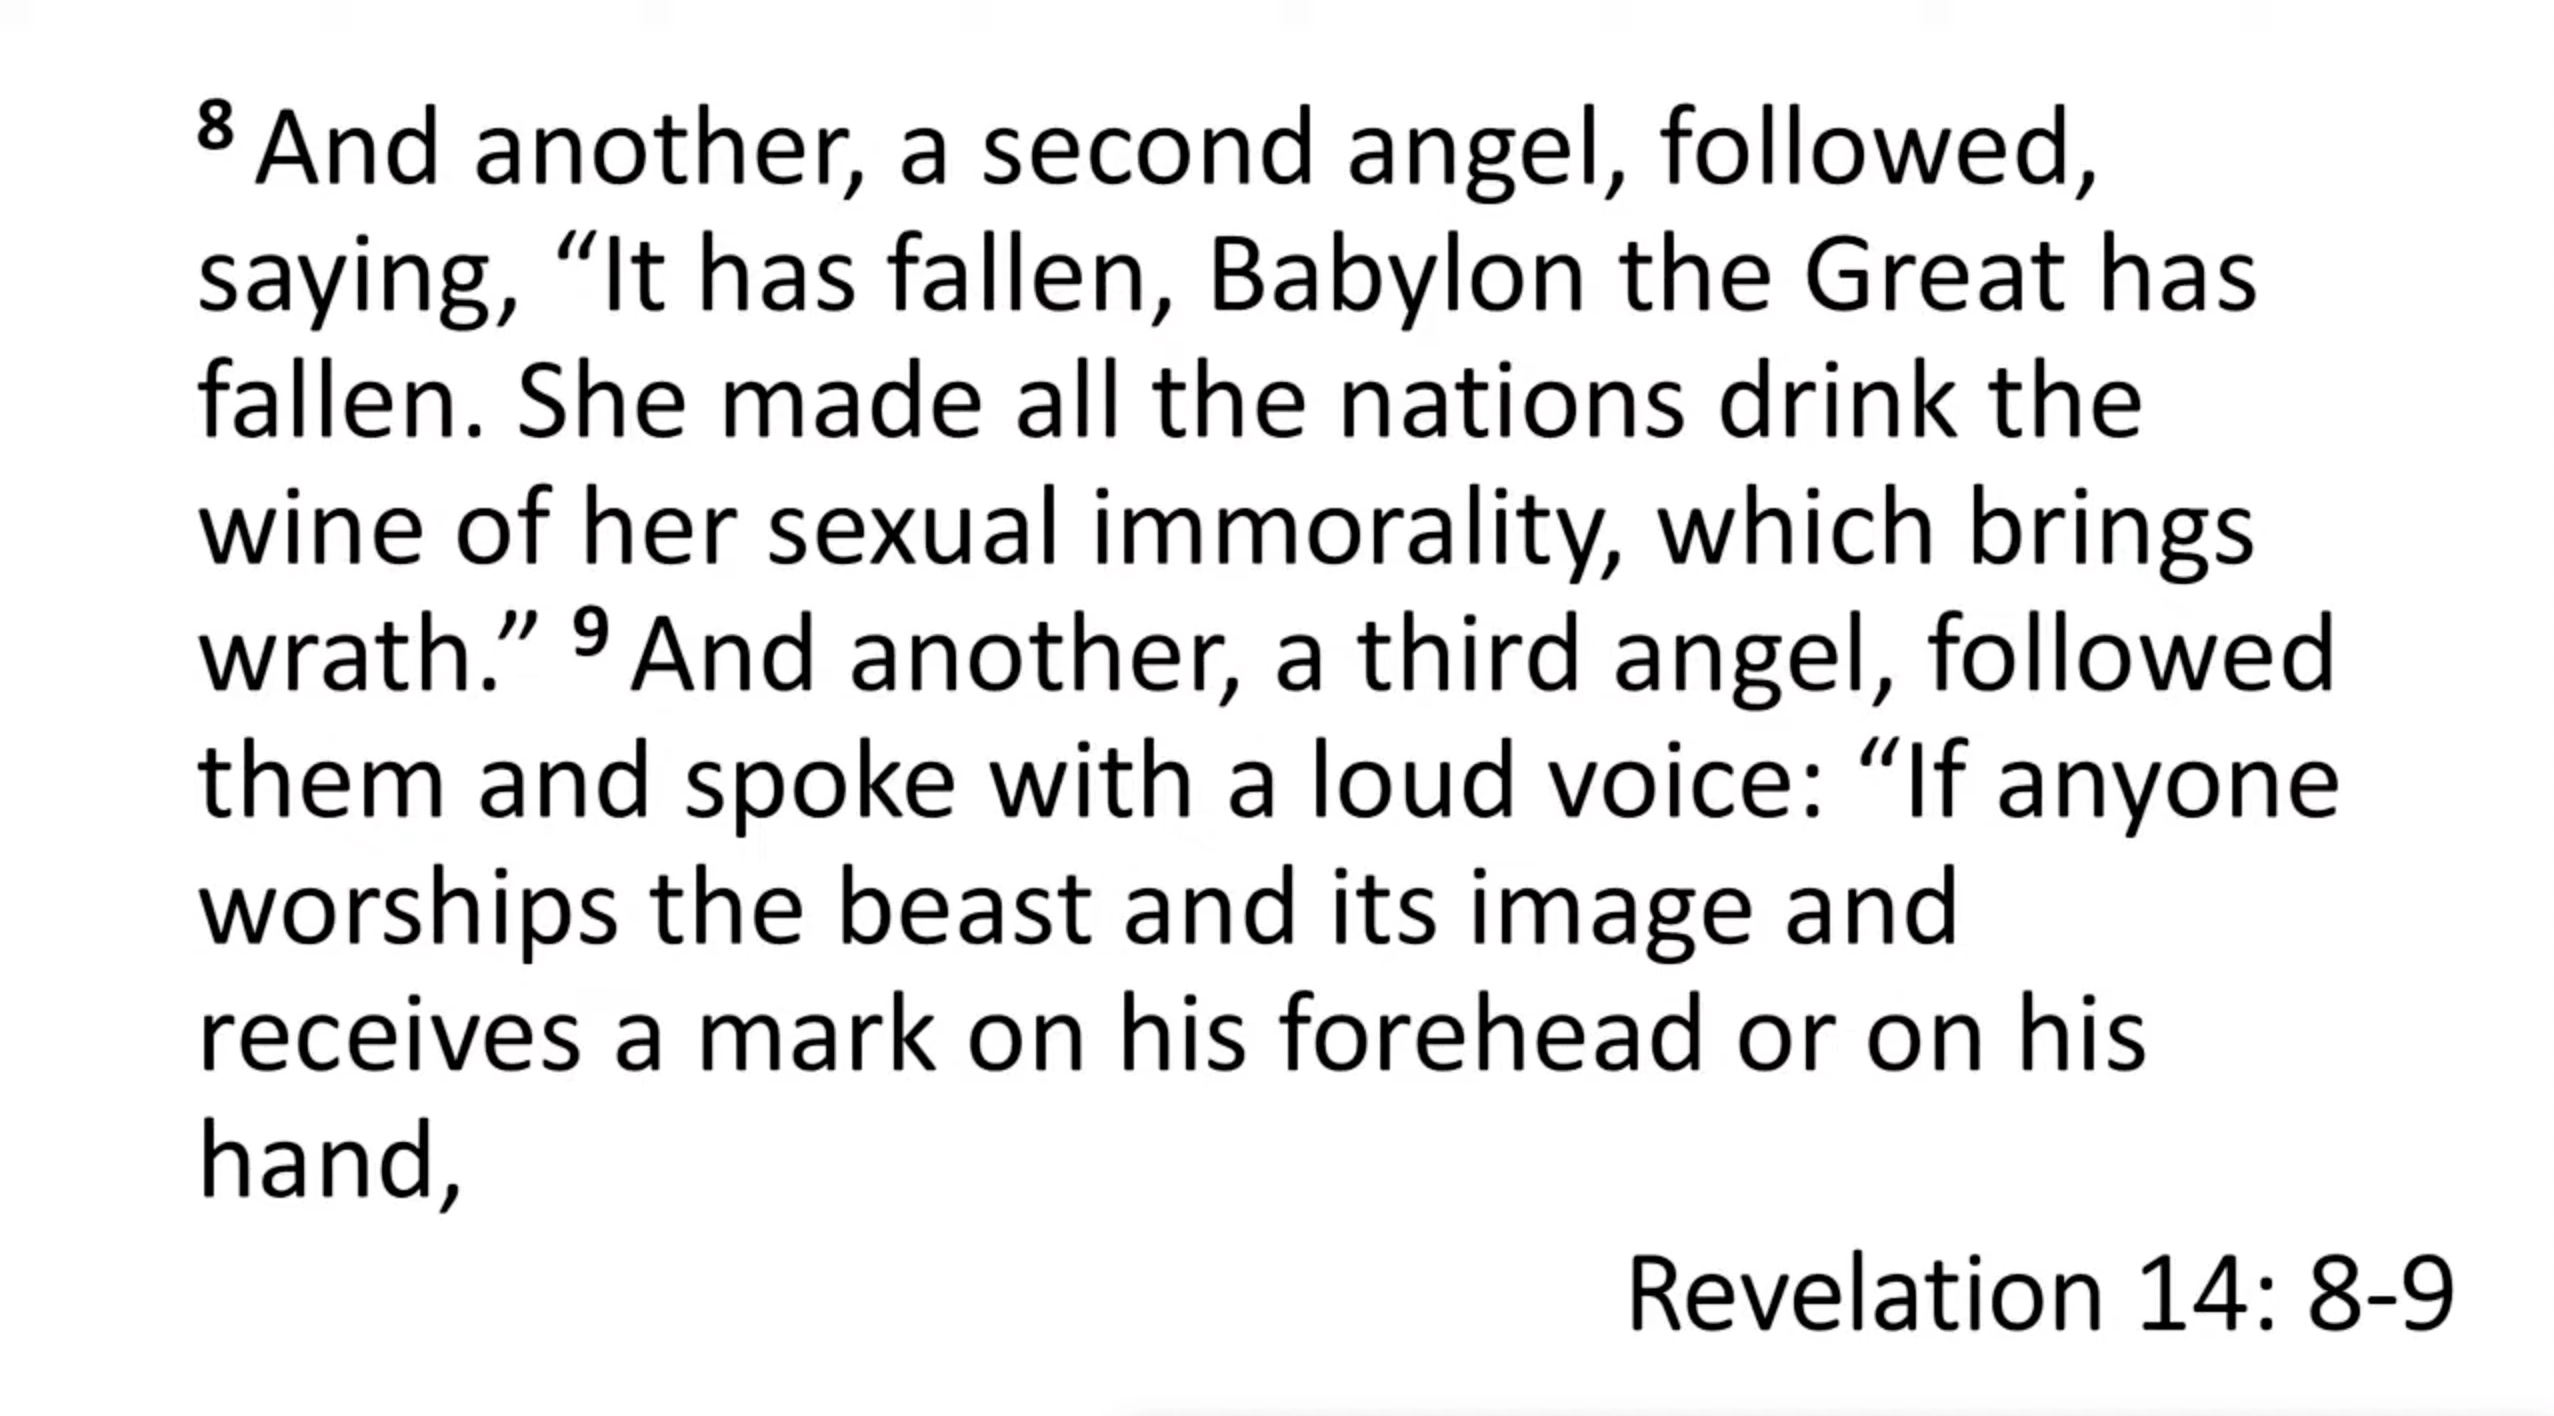 8 And another, a second angel, followed,
saying, “It has fallen, Babylon the Great has
fallen. She made all the nations drink the
wine of her sexual immorality, which brings
wrath.” 9 And another, a third angel, followed
them and spoke with a loud voice: “If anyone
worships the beast and its image and
receives a mark on his forehead or on his
hand,
Revelation 14: 8-9